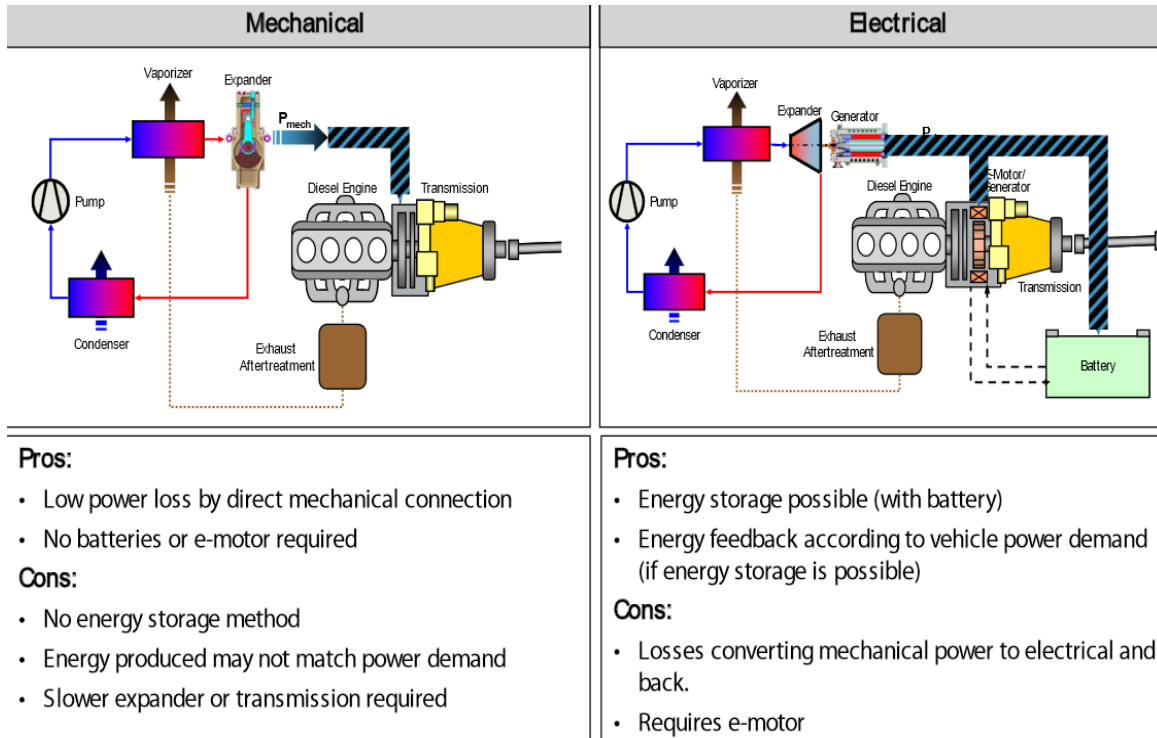 Mechanical
Vaporizer
Expander
P mech
Diesel Engine
Transmission
Pump
Condenser
Exhaust
Aftertreatment
Pros:
• Low power loss by direct mechanical connection
• No batteries or e-motor required
Cons:
• No energy storage method
• Energy produced may not match power demand
• Slower expander or transmission required
Electrical
Vaporizer
Expander
Generator
P
Diesel Engine
E-Motor/
Generator
Pump
Transmission
Condenser
Exhaust
Aftertreatment
Battery
Pros:
• Energy storage possible (with battery)
• Energy feedback according to vehicle power demand
(if energy storage is possible)
Cons:
• Losses converting mechanical power to electrical and
back.
• Requires e-motor